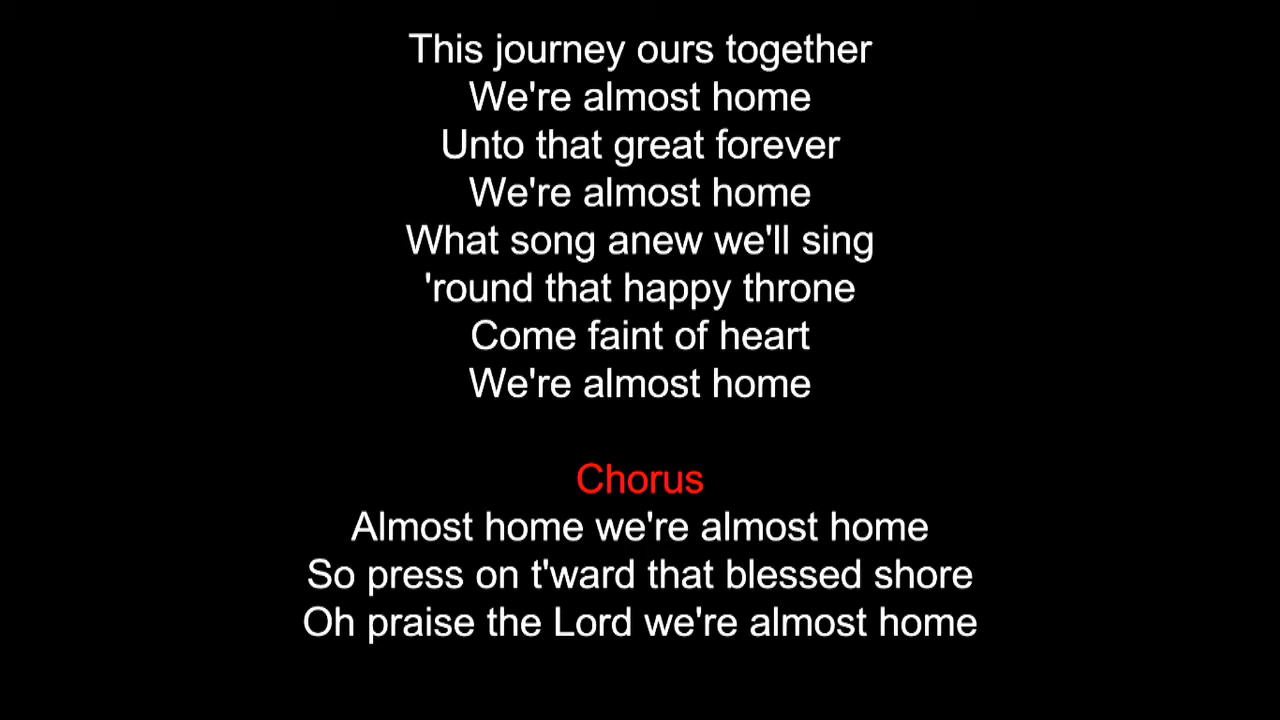 This journey ours together
We're almost home
Unto that great forever
We're almost home
What song anew we'll sing
'round that happy throne
Come faint of heart
We're almost home
Chorus
Almost home we're almost home
So press on t'ward that blessed shore
Oh praise the Lord we're almost home